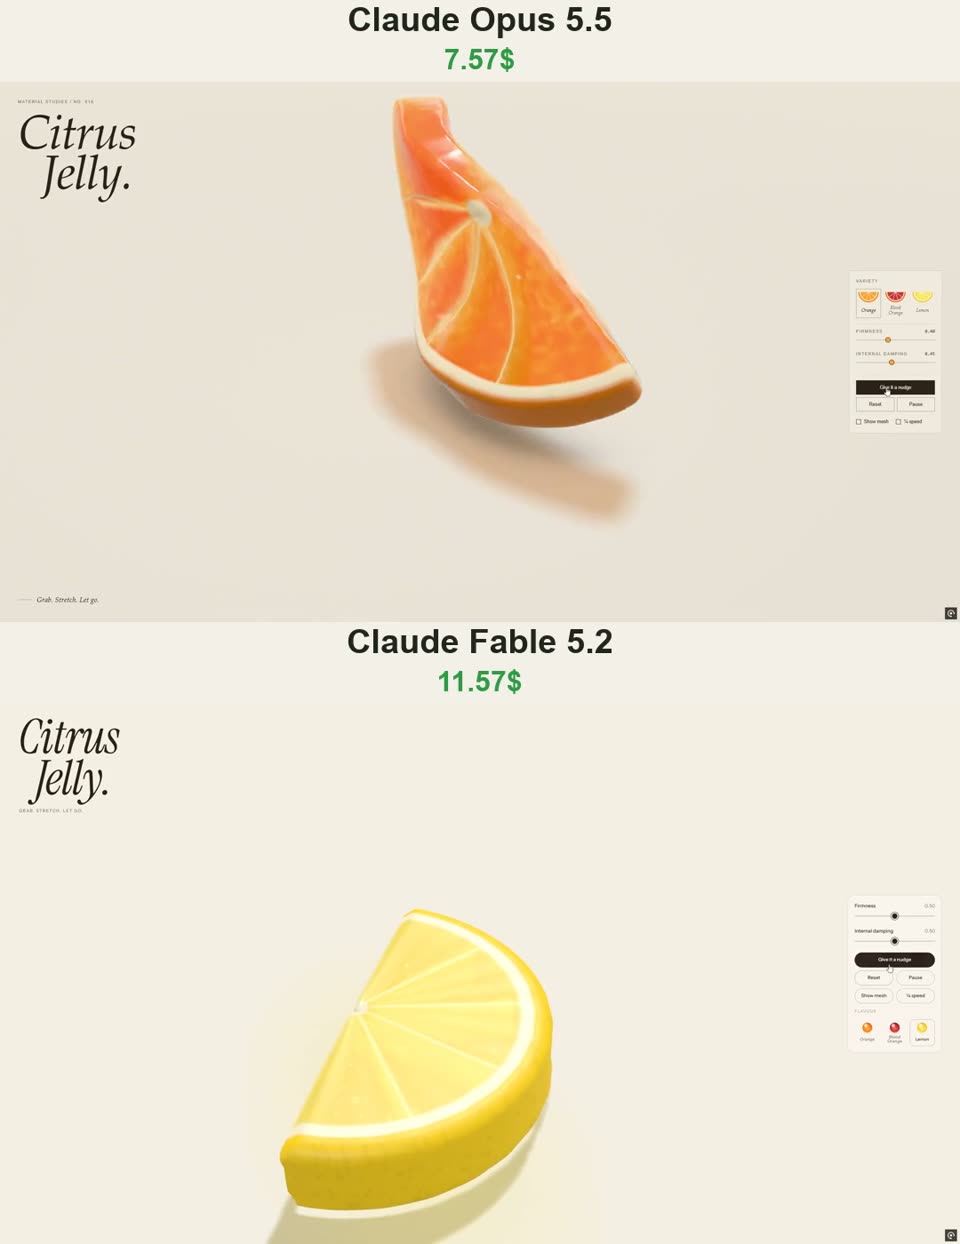 Claude Opus 5.5
7.57$
MATERIAL STUDIES / NO. 016
Citrus
Jelly.
VARIETY
Orange
Blood
Orange
Lemon
FIRMNESS 0.40
INTERNAL DAMPING 0.45
Give it a nudge
Reset
Pause
Show mesh
¼ speed
Grab. Stretch. Let go.
Claude Fable 5.2
11.57$
Citrus
Jelly.
GRAB. STRETCH. LET GO.
Firmness 0.50
Internal damping 0.50
Give it a nudge
Reset
Pause
Show mesh
¼ speed
FLAVOUR
Orange
Blood
Orange
Lemon